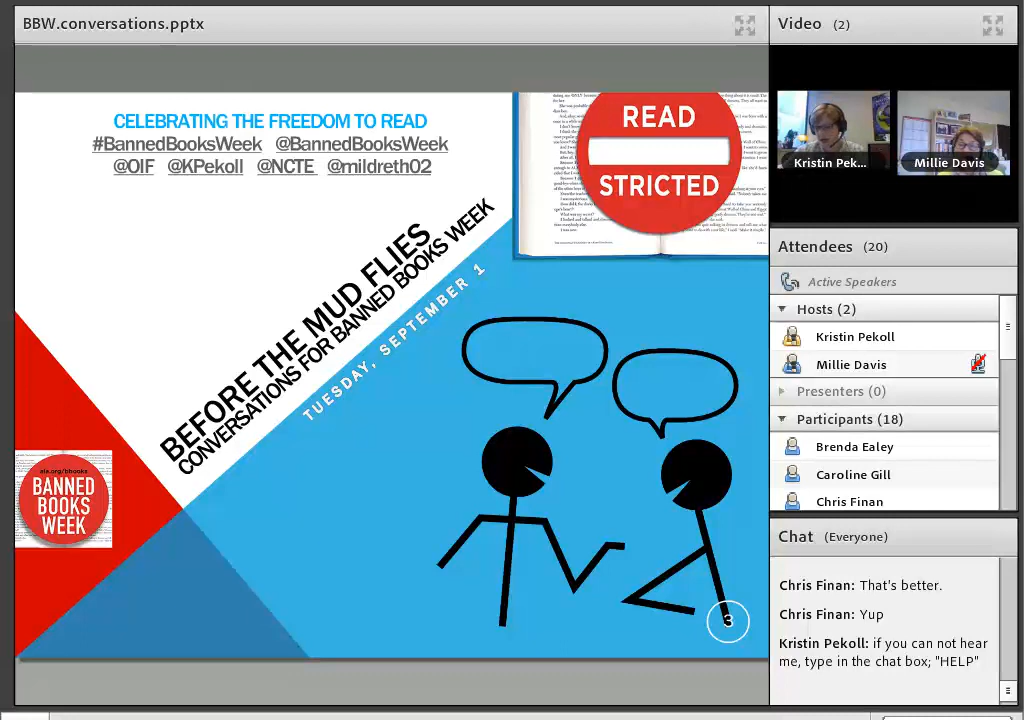 BBW.conversations.pptx
CELEBRATING THE FREEDOM TO READ
#BannedBooksWeek @BannedBooksWeek
@OIF @KPekoll @NCTE @mildreth02
READ
STRICTED
BEFORE THE MUD FLIES
CONVERSATIONS FOR BANNED BOOKS WEEK
TUESDAY, SEPTEMBER 1
ala.org/bbooks
BANNED
BOOKS
WEEK
3
Video (2)
Kristin Pek...
Millie Davis
Attendees (20)
Active Speakers
Hosts (2)
Kristin Pekoll
Millie Davis
Presenters (0)
Participants (18)
Brenda Ealey
Caroline Gill
Chris Finan
Chat (Everyone)
Chris Finan: That's better.
Chris Finan: Yup
Kristin Pekoll: if you can not hear
me, type in the chat box; "HELP"